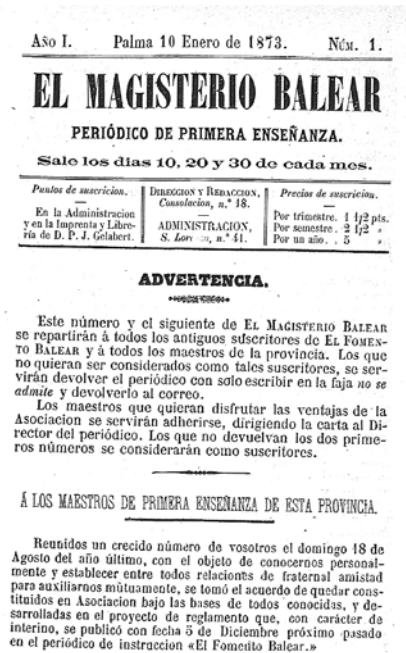 Año I. Palma 10 Enero de 1873. NÚM. 1.
EL MAGISTERIO BALEAR
PERIÓDICO DE PRIMERA ENSEÑANZA.
Sale los dias 10, 20 y 30 de cada mes.
Puntos de suscricion.
En la Administracion
y en la Imprenta y Libre-
ría de D. P. J. Gelabert.
DIRECCION Y REDACCION,
Consolacion, n.º 18.
ADMINISTRACION,
S. n.º 41.
Precios de suscricion.
Por trimestre. 1 1/2 pts.
Por semestre. 2 1/2 »
Por un año. . 5 »
ADVERTENCIA.
Este número y el siguiente de EL MAGISTERIO BALEAR
se repartirán á todos los antiguos suscritores de EL FOMEN-
TO BALEAR y á todos los maestros de la provincia. Los que
no quieran ser considerados como tales suscritores, se ser-
virán devolver el periódico con solo escribir en la faja no se
admite y devolverlo al correo.
Los maestros que quieran disfrutar las ventajas de la
Asociacion se servirán adherirse, dirigiendo la carta al Di-
rector del periódico. Los que no devuelvan los dos prime-
ros números se considerarán como suscritores.
Á LOS MAESTROS DE PRIMERA ENSEÑANZA DE ESTA PROVINCIA.
Reunidos un crecido número de vosotros el domingo 18 de
Agosto del año último, con el objeto de conocernos personal-
mente y establecer entre todos relaciones de fraternal amistad
para auxiliarnos mútuamente, se tomó el acuerdo de quedar cons-
tituidos en Asociacion bajo las bases de todos conocidas, y de-
sarrolladas en el proyecto de reglamento que, con carácter de
interino, se publicó con fecha 5 de Diciembre próximo pasado
en el periódico de instruccion «El Fomento Balear.»